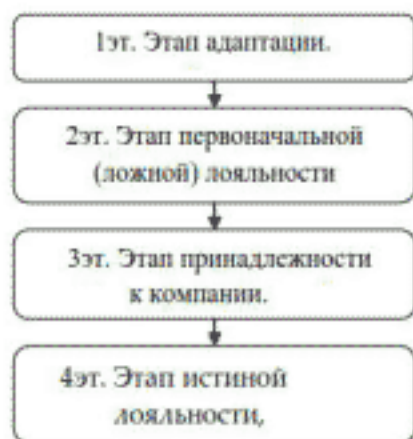 1эт. Этап адаптации.
2эт. Этап первоначальной
(ложной) лояльности
3эт. Этап принадлежности
к компании.
4эт. Этап истиной
лояльности,